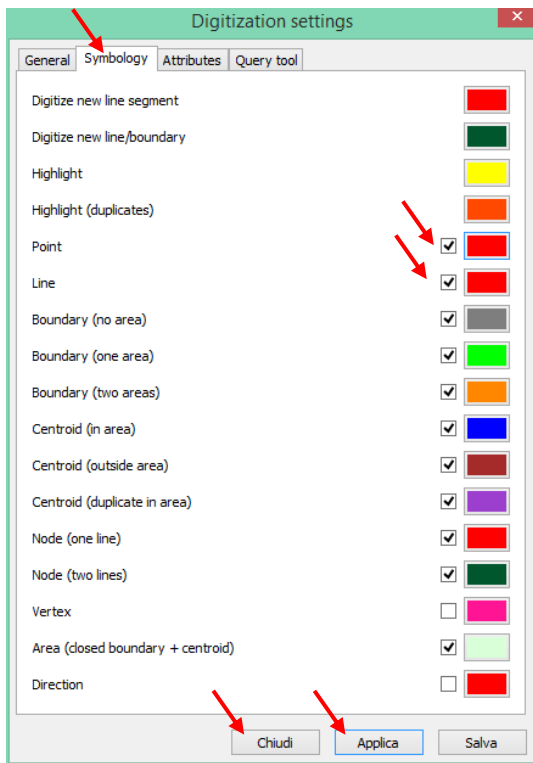 Digitization settings
General Symbology Attributes Query tool
Digitize new line segment
Digitize new line/boundary
Highlight
Highlight (duplicates)
Point
Line
Boundary (no area)
Boundary (one area)
Boundary (two areas)
Centroid (in area)
Centroid (outside area)
Centroid (duplicate in area)
Node (one line)
Node (two lines)
Vertex
Area (closed boundary + centroid)
Direction
Chiudi Applica Salva